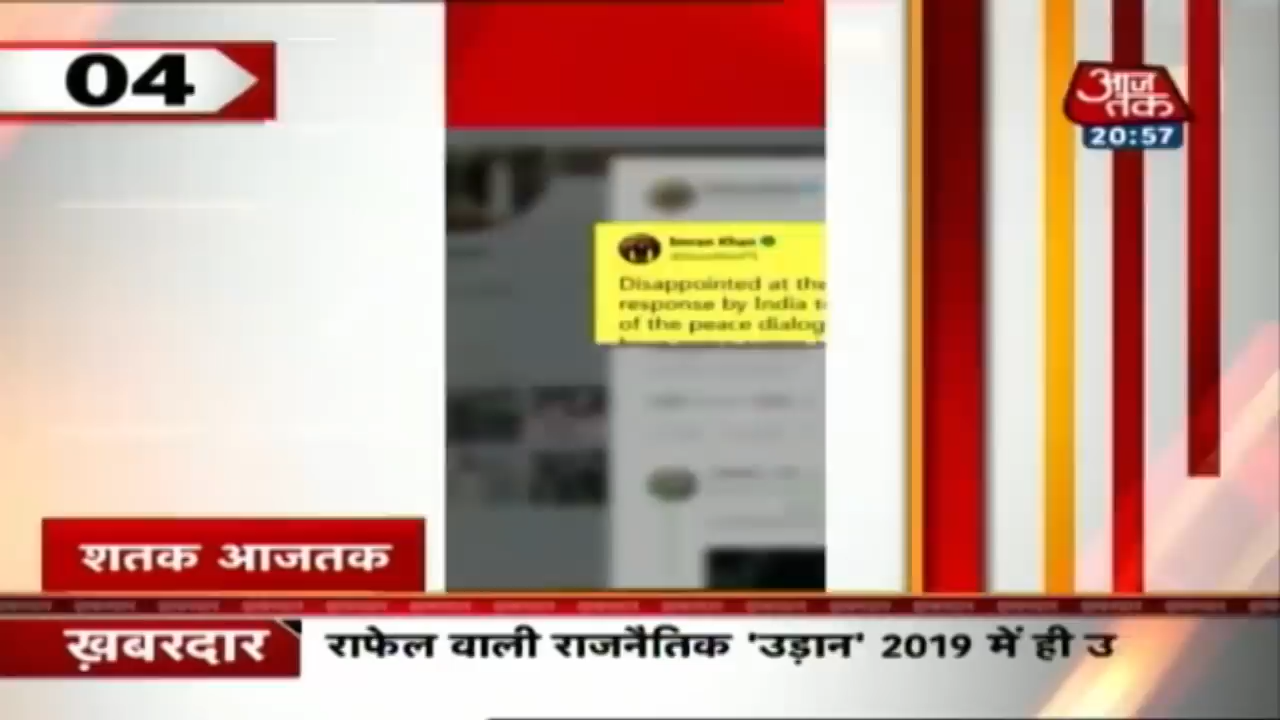 04
आज
तक
20:57
Imran Khan
Disappointed at the
response by India t
of the peace dialog
शतक आजतक
ख़बरदार
राफेल वाली राजनैतिक 'उड़ान' 2019 में ही उ